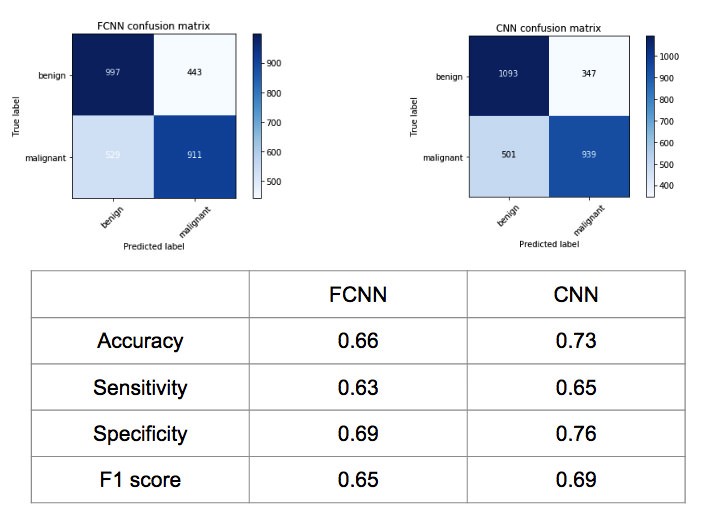 FCNN confusion matrix
True label
benign
malignant
997
443
529
911
benign
malignant
Predicted label
900
800
700
600
500
CNN confusion matrix
True label
benign
malignant
1093
347
501
939
benign
malignant
Predicted label
1000
900
800
700
600
500
400
FCNN CNN
Accuracy 0.66 0.73
Sensitivity 0.63 0.65
Specificity 0.69 0.76
F1 score 0.65 0.69